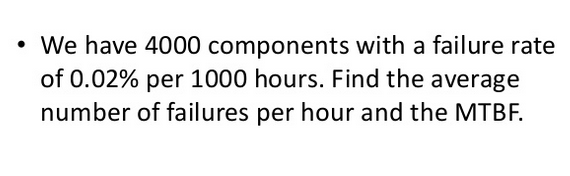 • We have 4000 components with a failure rate
of 0.02% per 1000 hours. Find the average
number of failures per hour and the MTBF.